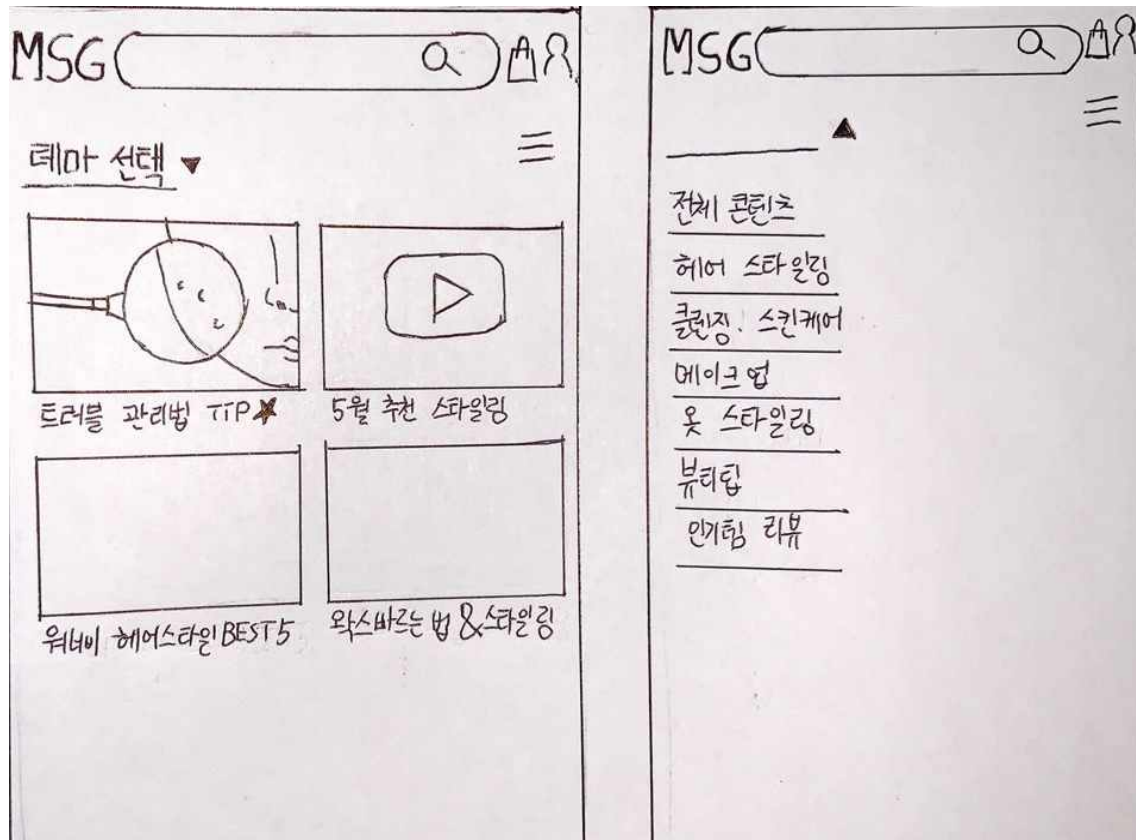 MSG
테마 선택 ▼
트러블 관리법 TIP★
5월 추천 스타일링
워너비 헤어스타일 BEST5
왁스바르는 법 & 스타일링
MSG
▲
전체 콘텐츠
헤어 스타일링
클렌징. 스킨케어
메이크업
옷 스타일링
뷰티팁
인기템 리뷰